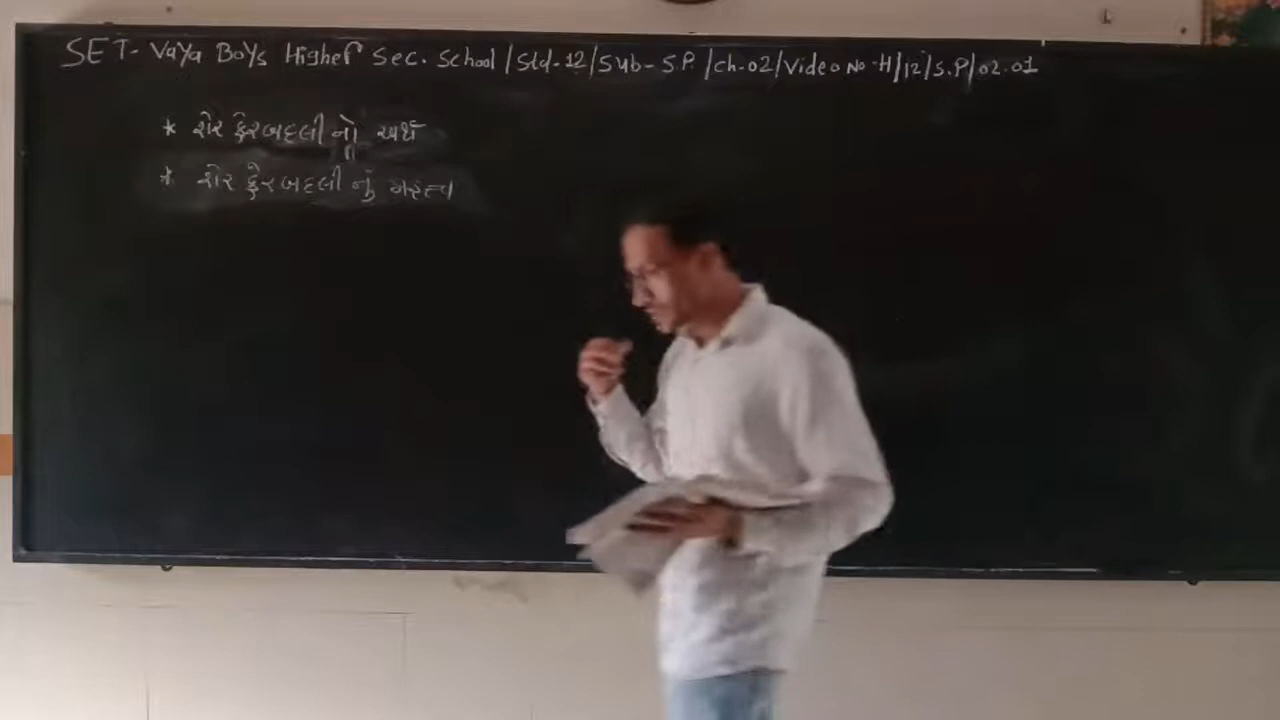 SET- Vaya Boys Higher Sec. School / Std-12 / Sub- S.P. / Ch-02 / Video No-H/12/S.P/02.01
* શેર ફેરબદલી નો અર્થ
* શેર ફેરબદલી નું મહત્ત્વ